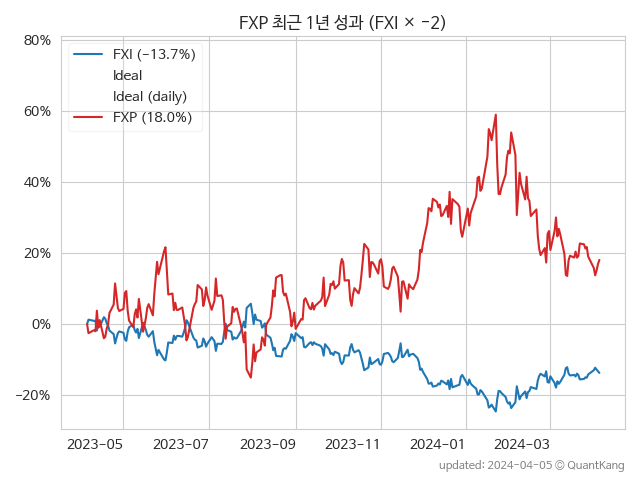 FXP 최근 1년 성과 (FXI × −2)
80%
60%
40%
20%
0%
−20%
FXI (−13.7%)
Ideal
Ideal (daily)
FXP (18.0%)
2023−05 2023−07 2023−09 2023−11 2024−01 2024−03
updated: 2024-04-05 © QuantKang